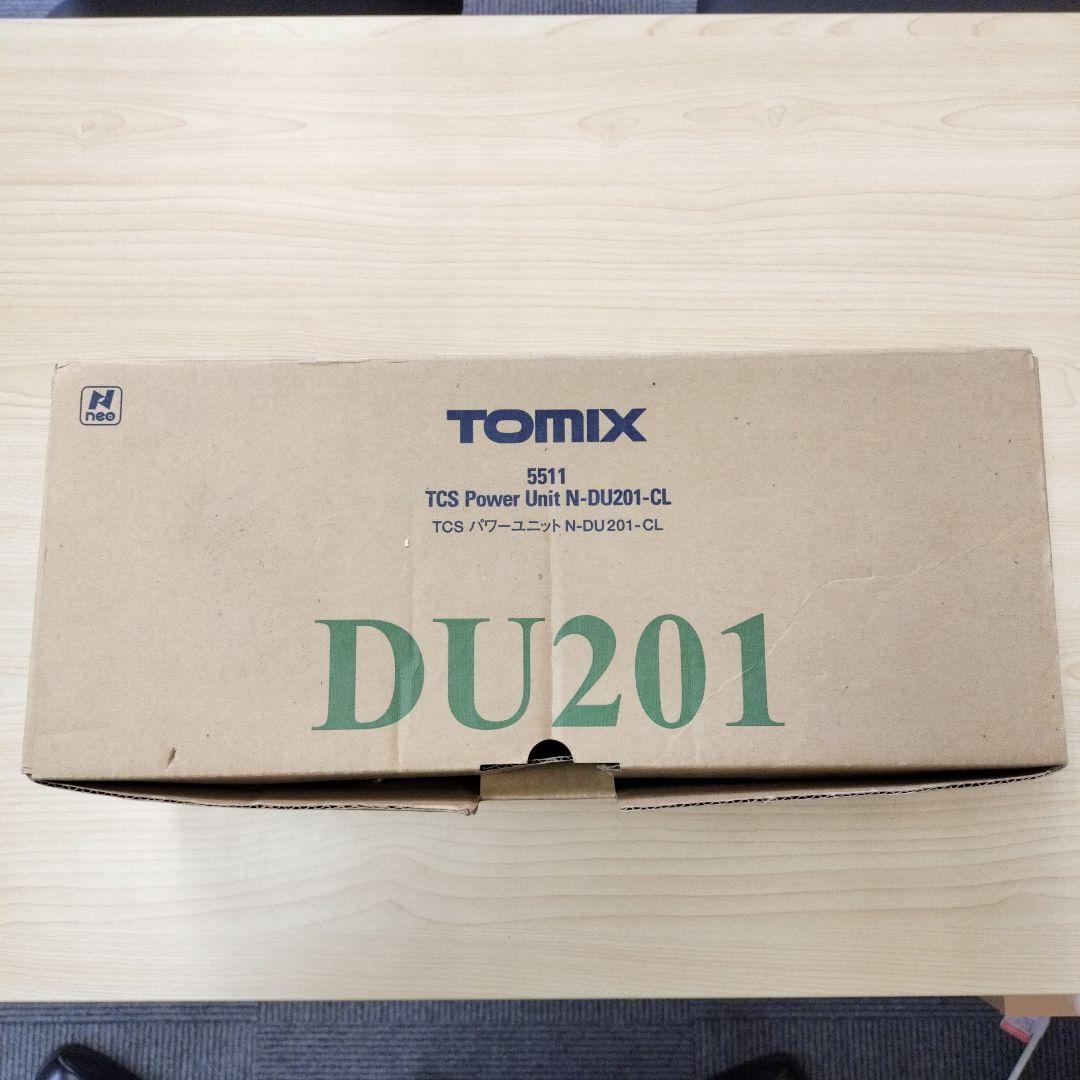 N
neo
TOMIX
5511
TCS Power Unit N-DU201-CL
TCS パワーユニット N-DU201-CL
DU201